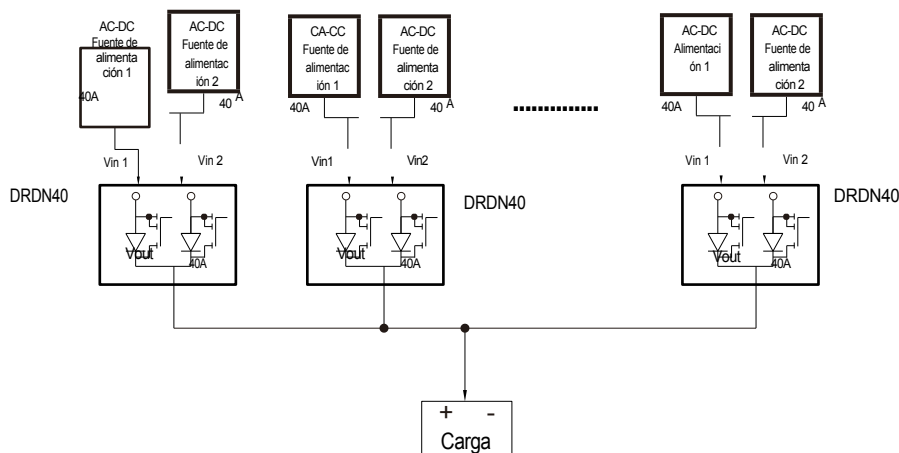 AC-DC
Fuente de
alimenta
ción 1
40A
AC-DC
Fuente de
alimentac
ión 2
40 A
CA-CC
Fuente de
alimentac
ión 1
40A
AC-DC
Fuente de
alimenta
ción 2
40 A
AC-DC
Alimentaci
ón 1
40A
AC-DC
Fuente de
alimenta
ción 2
40 A
Vin 1
Vin 2
Vin1
Vin2
Vin 1
Vin 2
DRDN40
Vout
40A
DRDN40
Vout
40A
DRDN40
Vout
40A
+ -
Carga